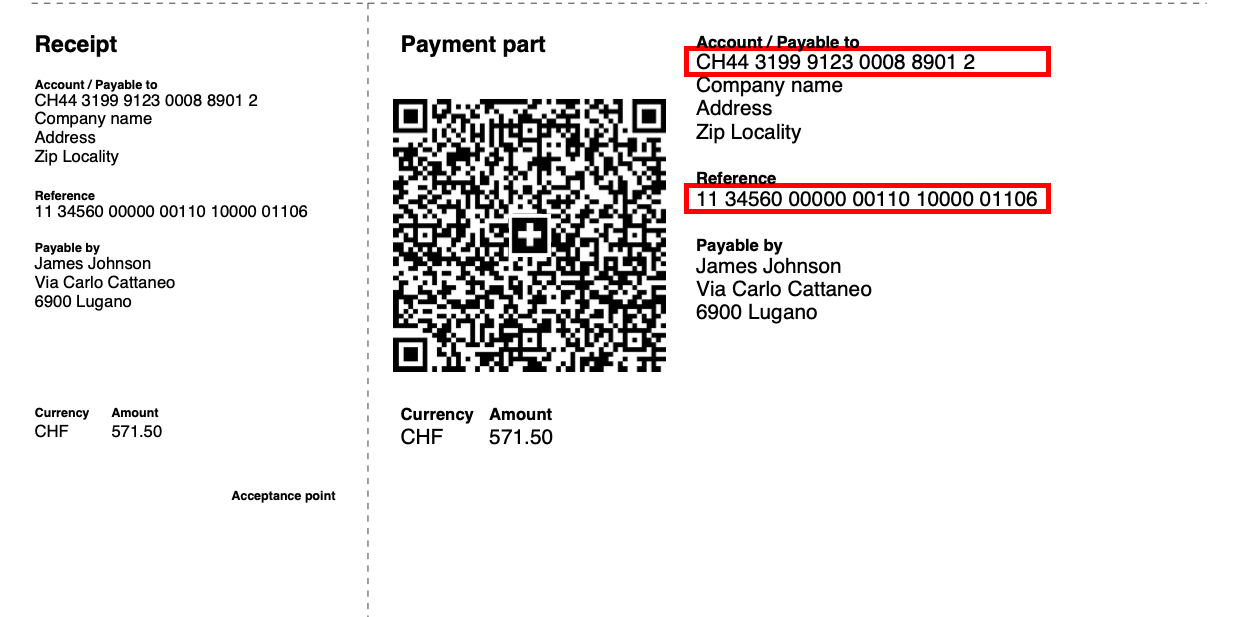 Receipt
Account / Payable to
CH44 3199 9123 0008 8901 2
Company name
Address
Zip Locality
Reference
11 34560 00000 00110 10000 01106
Payable by
James Johnson
Via Carlo Cattaneo
6900 Lugano
Currency Amount
CHF 571.50
Acceptance point
Payment part
Currency Amount
CHF 571.50
Account / Payable to
CH44 3199 9123 0008 8901 2
Company name
Address
Zip Locality
Reference
11 34560 00000 00110 10000 01106
Payable by
James Johnson
Via Carlo Cattaneo
6900 Lugano